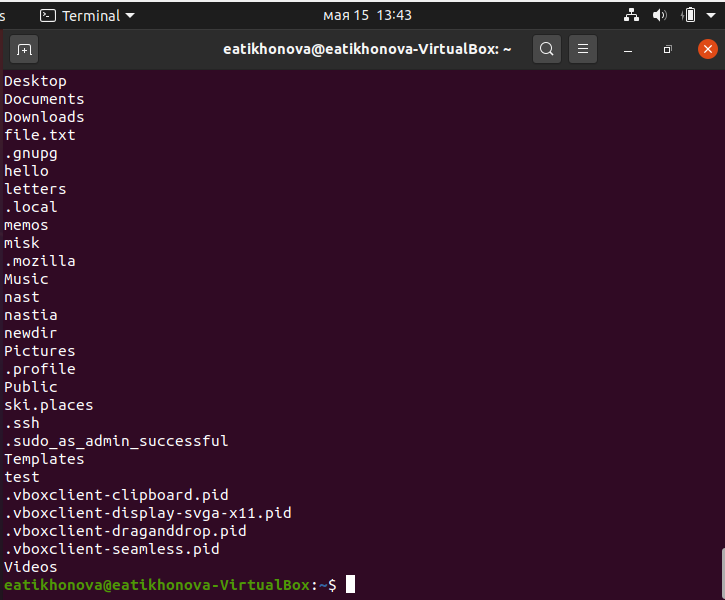 s Terminal мая 15 13:43
eatikhonova@eatikhonova-VirtualBox: ~
Desktop
Documents
Downloads
file.txt
.gnupg
hello
letters
.local
memos
misk
.mozilla
Music
nast
nastia
newdir
Pictures
.profile
Public
ski.places
.ssh
.sudo_as_admin_successful
Templates
test
.vboxclient-clipboard.pid
.vboxclient-display-svga-x11.pid
.vboxclient-draganddrop.pid
.vboxclient-seamless.pid
Videos
eatikhonova@eatikhonova-VirtualBox:~$